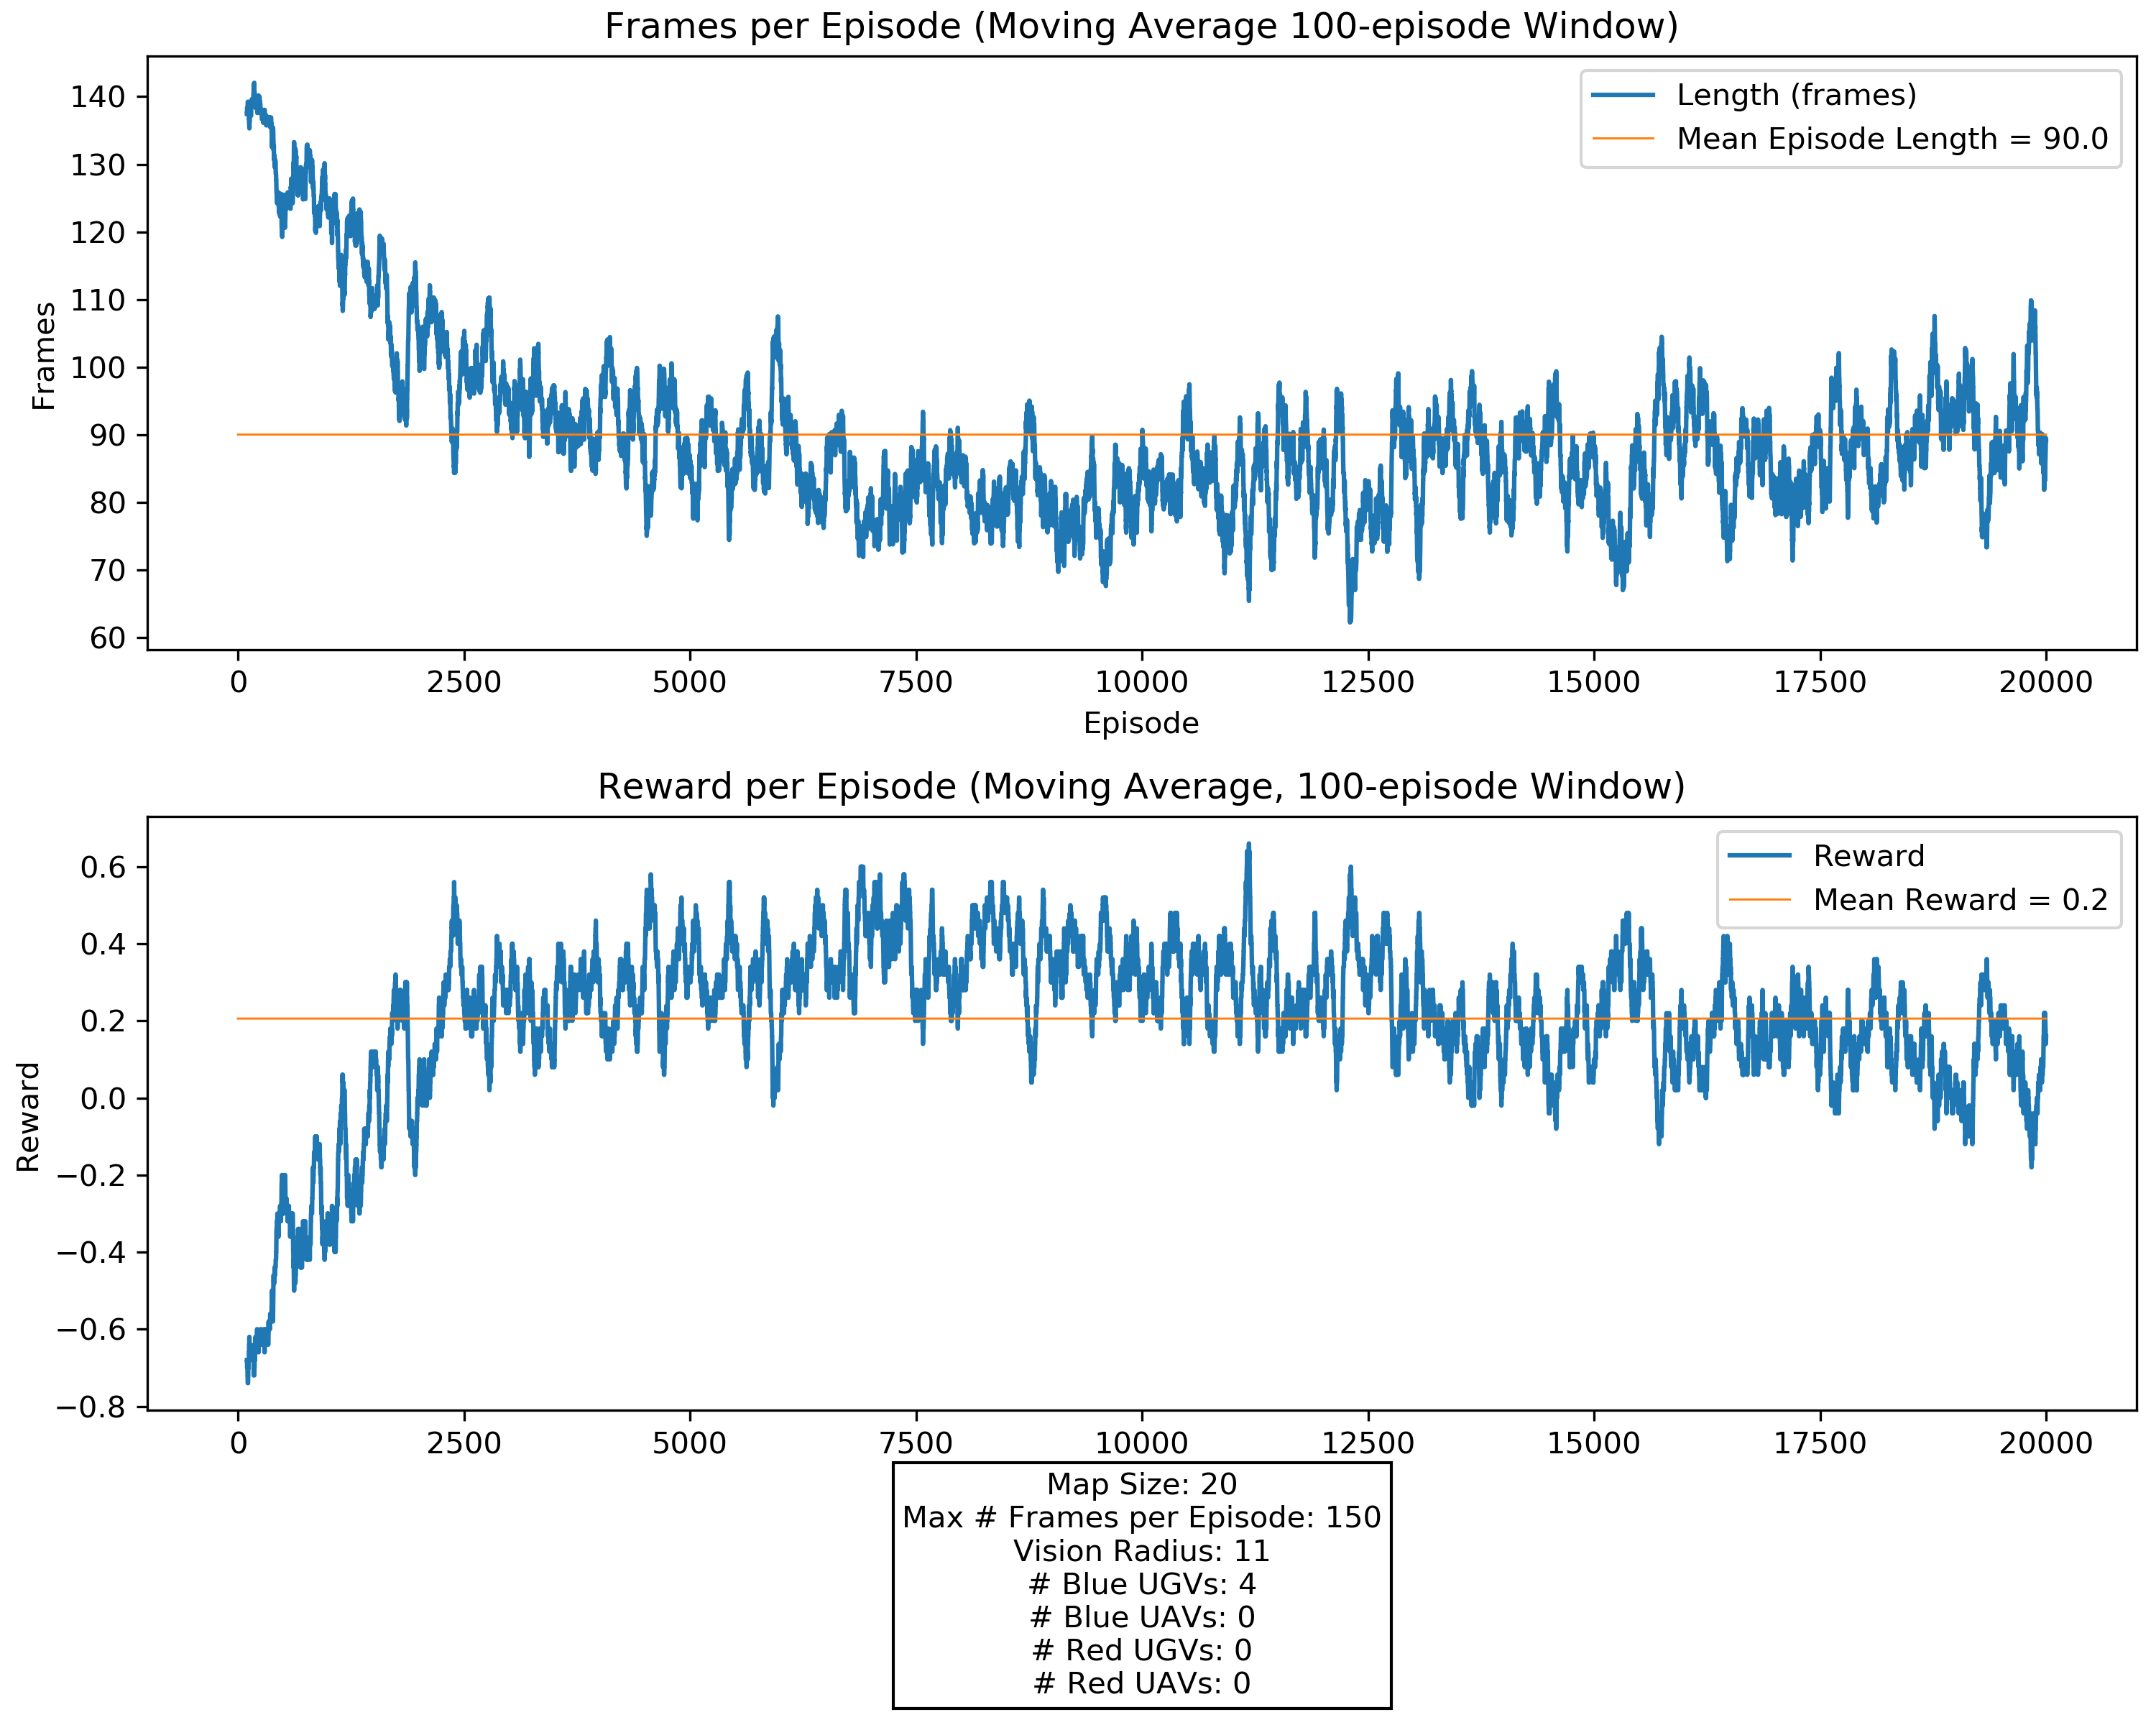 Frames per Episode (Moving Average 100-episode Window)
Length (frames)
Mean Episode Length = 90.0
Frames
140
130
120
110
100
90
80
70
60
0 2500 5000 7500 10000 12500 15000 17500 20000
Episode
Reward per Episode (Moving Average, 100-episode Window)
Reward
Mean Reward = 0.2
Reward
0.6
0.4
0.2
0.0
−0.2
−0.4
−0.6
−0.8
0 2500 5000 7500 10000 12500 15000 17500 20000
Map Size: 20
Max # Frames per Episode: 150
Vision Radius: 11
# Blue UGVs: 4
# Blue UAVs: 0
# Red UGVs: 0
# Red UAVs: 0